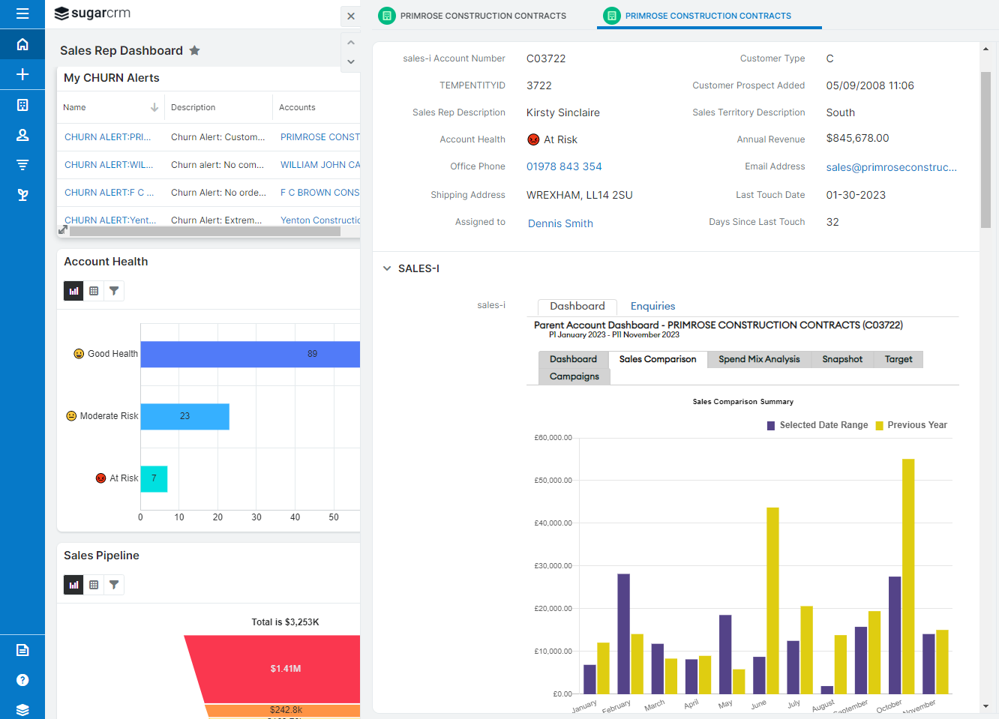 sugarcrm
PRIMROSE CONSTRUCTION CONTRACTS
PRIMROSE CONSTRUCTION CONTRACTS
Sales Rep Dashboard
My CHURN Alerts
Name Description Accounts
CHURN ALERT:PRI... Churn Alert: Custom... PRIMROSE CONST
CHURN ALERT:WIL... Churn alert: No com... WILLIAM JOHN CA
CHURN ALERT:F C ... Churn Alert: No orde... F C BROWN CONS
CHURN ALERT:Yent... Churn Alert: Extrem... Yenton Constructio
Account Health
Good Health 89
Moderate Risk 23
At Risk 7
0 10 20 30 40 50
Sales Pipeline
Total is $3,253K
$1.41M
$242.8k
sales-i Account Number C03722 Customer Type C
TEMPENTITYID 3722 Customer Prospect Added 05/09/2008 11:06
Sales Rep Description Kirsty Sinclaire Sales Territory Description South
Account Health At Risk Annual Revenue $845,678.00
Office Phone 01978 843 354 Email Address sales@primroseconstruc...
Shipping Address WREXHAM, LL14 2SU Last Touch Date 01-30-2023
Assigned to Dennis Smith Days Since Last Touch 32
SALES-I
sales-i Dashboard Enquiries
Parent Account Dashboard - PRIMROSE CONSTRUCTION CONTRACTS (C03722)
P1 January 2023 - P11 November 2023
Dashboard Sales Comparison Spend Mix Analysis Snapshot Target
Campaigns
Sales Comparison Summary
Selected Date Range Previous Year
£60,000.00
£50,000.00
£40,000.00
£30,000.00
£20,000.00
£10,000.00
£0.00
January February March April May June July August September October November